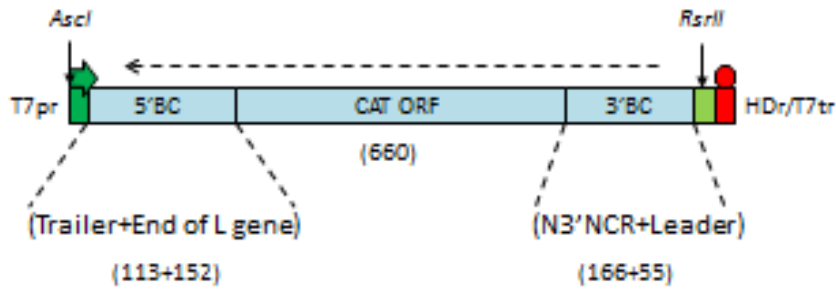 AscI RsrII
T7pr 5'BC CAT ORF 3'BC HDr/T7tr
(660)
(Trailer+End of L gene) (N3'NCR+Leader)
(113+152) (166+55)